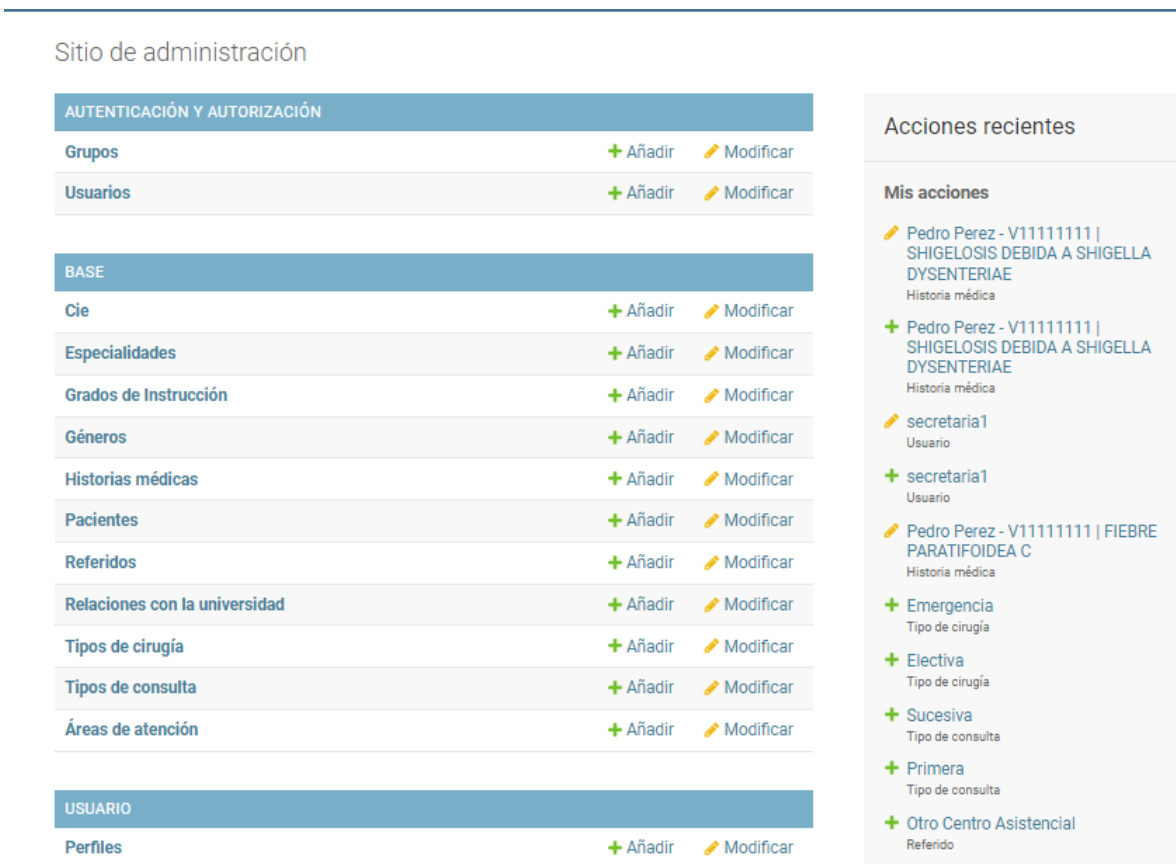 Sitio de administración
AUTENTICACIÓN Y AUTORIZACIÓN
Grupos Añadir Modificar
Usuarios Añadir Modificar
BASE
Cie Añadir Modificar
Especialidades Añadir Modificar
Grados de Instrucción Añadir Modificar
Géneros Añadir Modificar
Historias médicas Añadir Modificar
Pacientes Añadir Modificar
Referidos Añadir Modificar
Relaciones con la universidad Añadir Modificar
Tipos de cirugía Añadir Modificar
Tipos de consulta Añadir Modificar
Áreas de atención Añadir Modificar
USUARIO
Perfiles Añadir Modificar
Acciones recientes
Mis acciones
Pedro Perez - V11111111 |
SHIGELOSIS DEBIDA A SHIGELLA
DYSENTERIAE
Historia médica
Pedro Perez - V11111111 |
SHIGELOSIS DEBIDA A SHIGELLA
DYSENTERIAE
Historia médica
secretaria1
Usuario
secretaria1
Usuario
Pedro Perez - V11111111 | FIEBRE
PARATIFOIDEA C
Historia médica
Emergencia
Tipo de cirugía
Electiva
Tipo de cirugía
Sucesiva
Tipo de consulta
Primera
Tipo de consulta
Otro Centro Asistencial
Referido